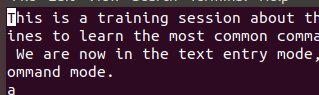 This is a training session about th
ines to learn the most common comma
We are now in the text entry mode,
ommand mode.
a